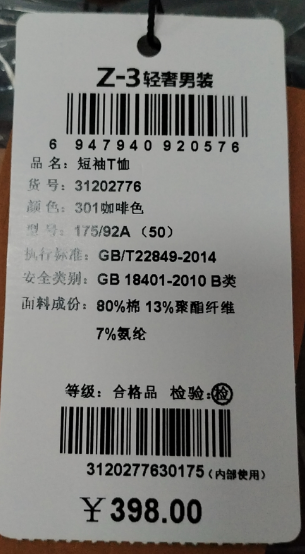 Z-3轻奢男装
6 947940 920576
品名：短袖T恤
货号：31202776
颜色：301咖啡色
型号：175/92A（50）
执行标准：GB/T22849-2014
安全类别：GB 18401-2010 B类
面料成份：80%棉 13%聚酯纤维
7%氨纶
等级：合格品 检验：检
3120277630175（内部使用）
￥398.00